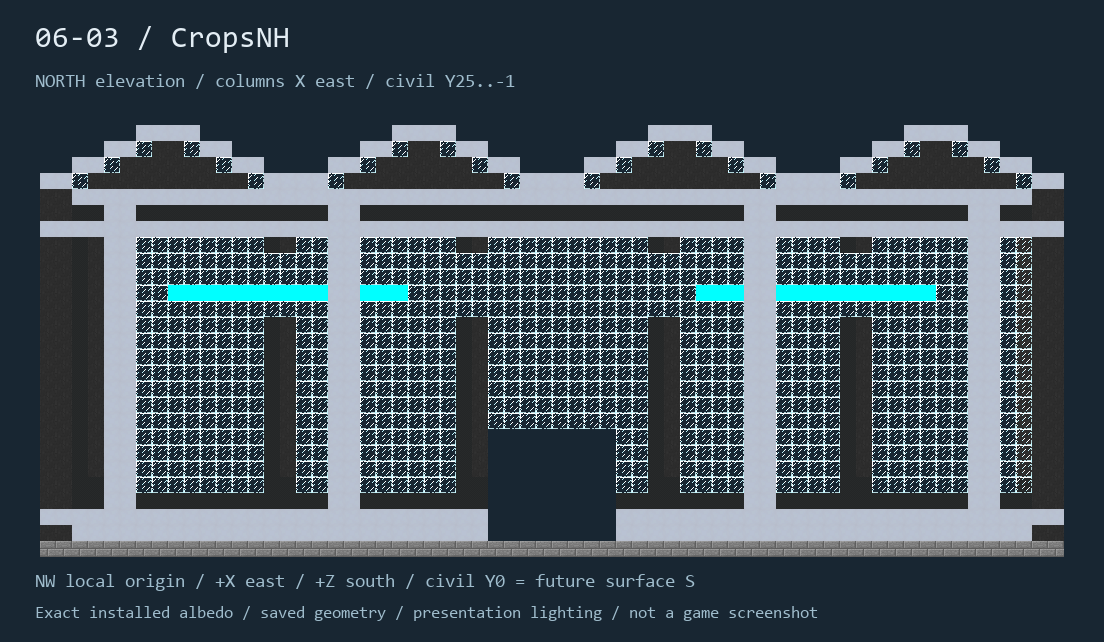 06-03 / CropsNH
NORTH elevation / columns X east / civil Y25..-1
NW local origin / +X east / +Z south / civil Y0 = future surface S
Exact installed albedo / saved geometry / presentation lighting / not a game screenshot